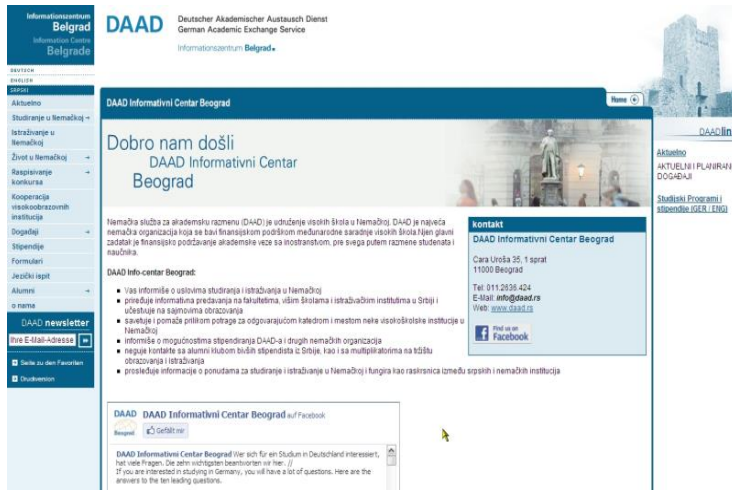 Informationszentrum
Belgrad
Information Centre
Belgrade
DEUTSCH
ENGLISH
SRPSKI
Aktuelno
Studiranje u Nemačkoj
Istraživanje u
Nemačkoj
Život u Nemačkoj
Raspisivanje
konkursa
Kooperacija
visokoobrazovnih
institucija
Događaji
Stipendije
Formulari
Jezički ispit
Alumni
o nama
DAAD newsletter
Ihre E-Mail-Adresse
Seite zu den Favoriten
Druckversion
DAAD
Deutscher Akademischer Austausch Dienst
German Academic Exchange Service
Informationszentrum Belgrad
DAAD Informativni Centar Beograd
Home
Dobro nam došli
DAAD Informativni Centar
Beograd
Nemačka služba za akademsku razmenu (DAAD) je udruženje visokih škola u Nemačkoj. DAAD je najveća
nemačka organizacija koja se bavi finansijskom podrškom međunarodne saradnje visokih škola.Njen glavni
zadatak je finansijsko podržavanje akademske veze sa inostranstvom, pre svega putem razmene studenata i
naučnika.
DAAD Info-centar Beograd:
Vas informiše o uslovima studiranja i istraživanja u Nemačkoj
priređuje informativna predavanja na fakultetima, višim školama i istraživačkim institutima u Srbiji i
učestvuje na sajmovima obrazovanja
savetuje i pomaže prilikom potrage za odgovarajućom katedrom i mestom neke visokoškolske institucije u
Nemačkoj
informiše o mogućnostima stipendiranja DAAD-a i drugih nemačkih organizacija
neguje kontakte sa alumni klubom bivših stipendista iz Srbije, kao i sa multiplikatorima na tržištu
obrazovanja i istraživanja
prosleđuje informacije o ponudama za studiranje i istraživanje u Nemačkoj i fungira kao raskrsnica između srpskih i nemačkih institucija
kontakt
DAAD Informativni Centar Beograd
Cara Uroša 35, 1 sprat
11000 Beograd
Tel: 011.2635.424
E-Mail: info@daad.rs
Web: www.daad.rs
Find us on
Facebook
DAAD
Beograd
DAAD Informativni Centar Beograd auf Facebook
Gefällt mir
DAAD Informativni Centar Beograd Wer sich für ein Studium in Deutschland interessiert,
hat viele Fragen. Die zehn wichtigsten beantworten wir hier. //
If you are interested in studying in Germany, you will have a lot of questions. Here are the
answers to the ten leading questions.
DAADlin
Aktuelno
AKTUELNI I PLANIRAN
DOGAĐAJI
Studijski Programi i
stipendije (GER / ENG)